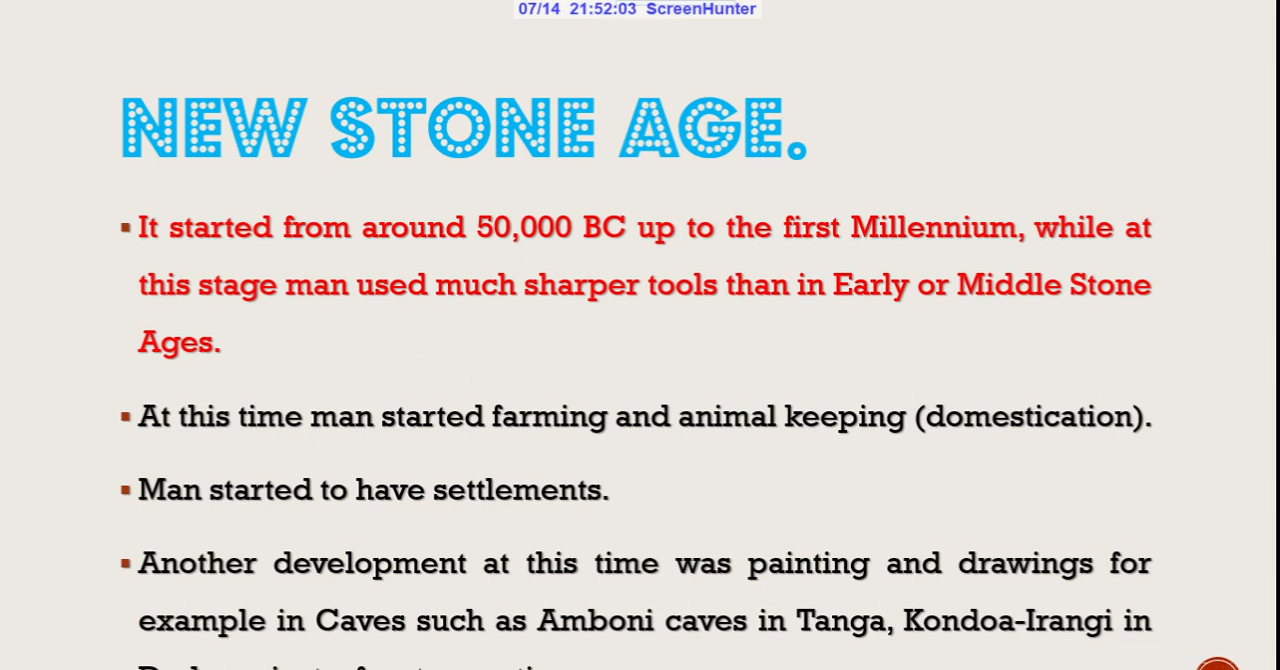 07/14 21:52:03 ScreenHunter
NEW STONE AGE.
▪ It started from around 50,000 BC up to the first Millennium, while at
this stage man used much sharper tools than in Early or Middle Stone
Ages.
▪ At this time man started farming and animal keeping (domestication).
▪ Man started to have settlements.
▪ Another development at this time was painting and drawings for
example in Caves such as Amboni caves in Tanga, Kondoa-Irangi in